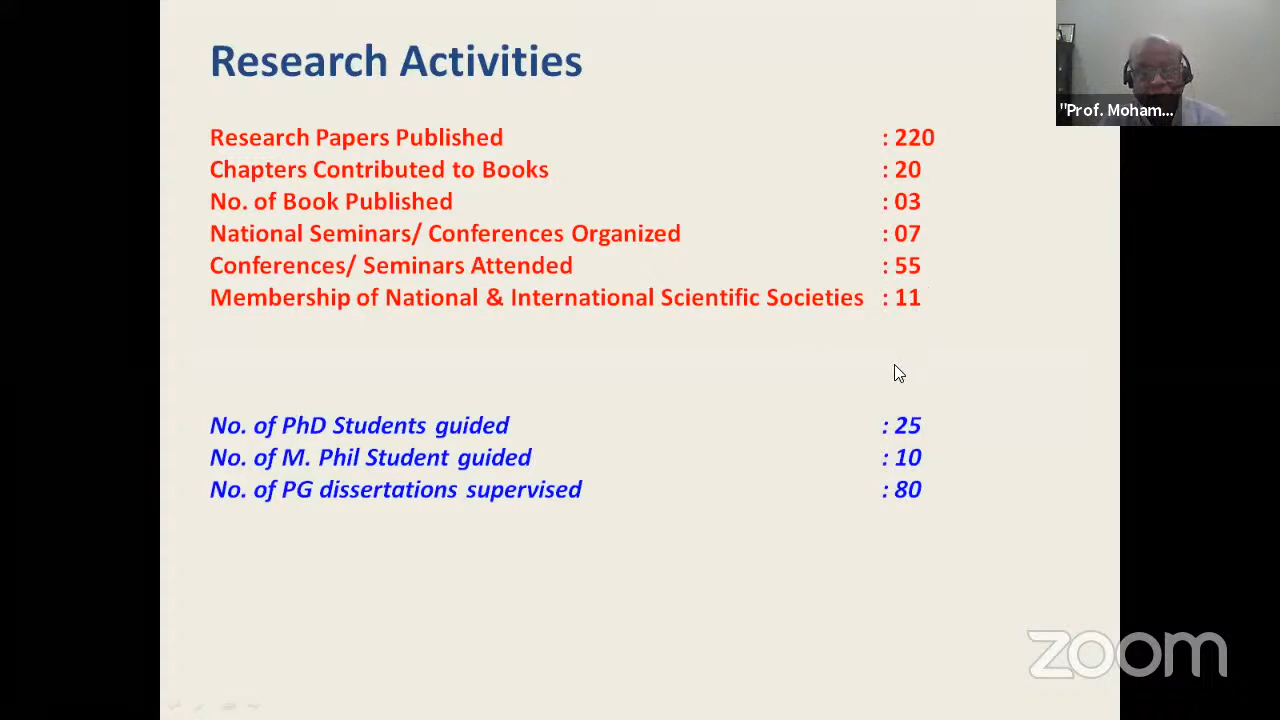 Research Activities
"Prof. Moham...
Research Papers Published : 220
Chapters Contributed to Books : 20
No. of Book Published : 03
National Seminars/ Conferences Organized : 07
Conferences/ Seminars Attended : 55
Membership of National & International Scientific Societies : 11
No. of PhD Students guided : 25
No. of M. Phil Student guided : 10
No. of PG dissertations supervised : 80
zoom